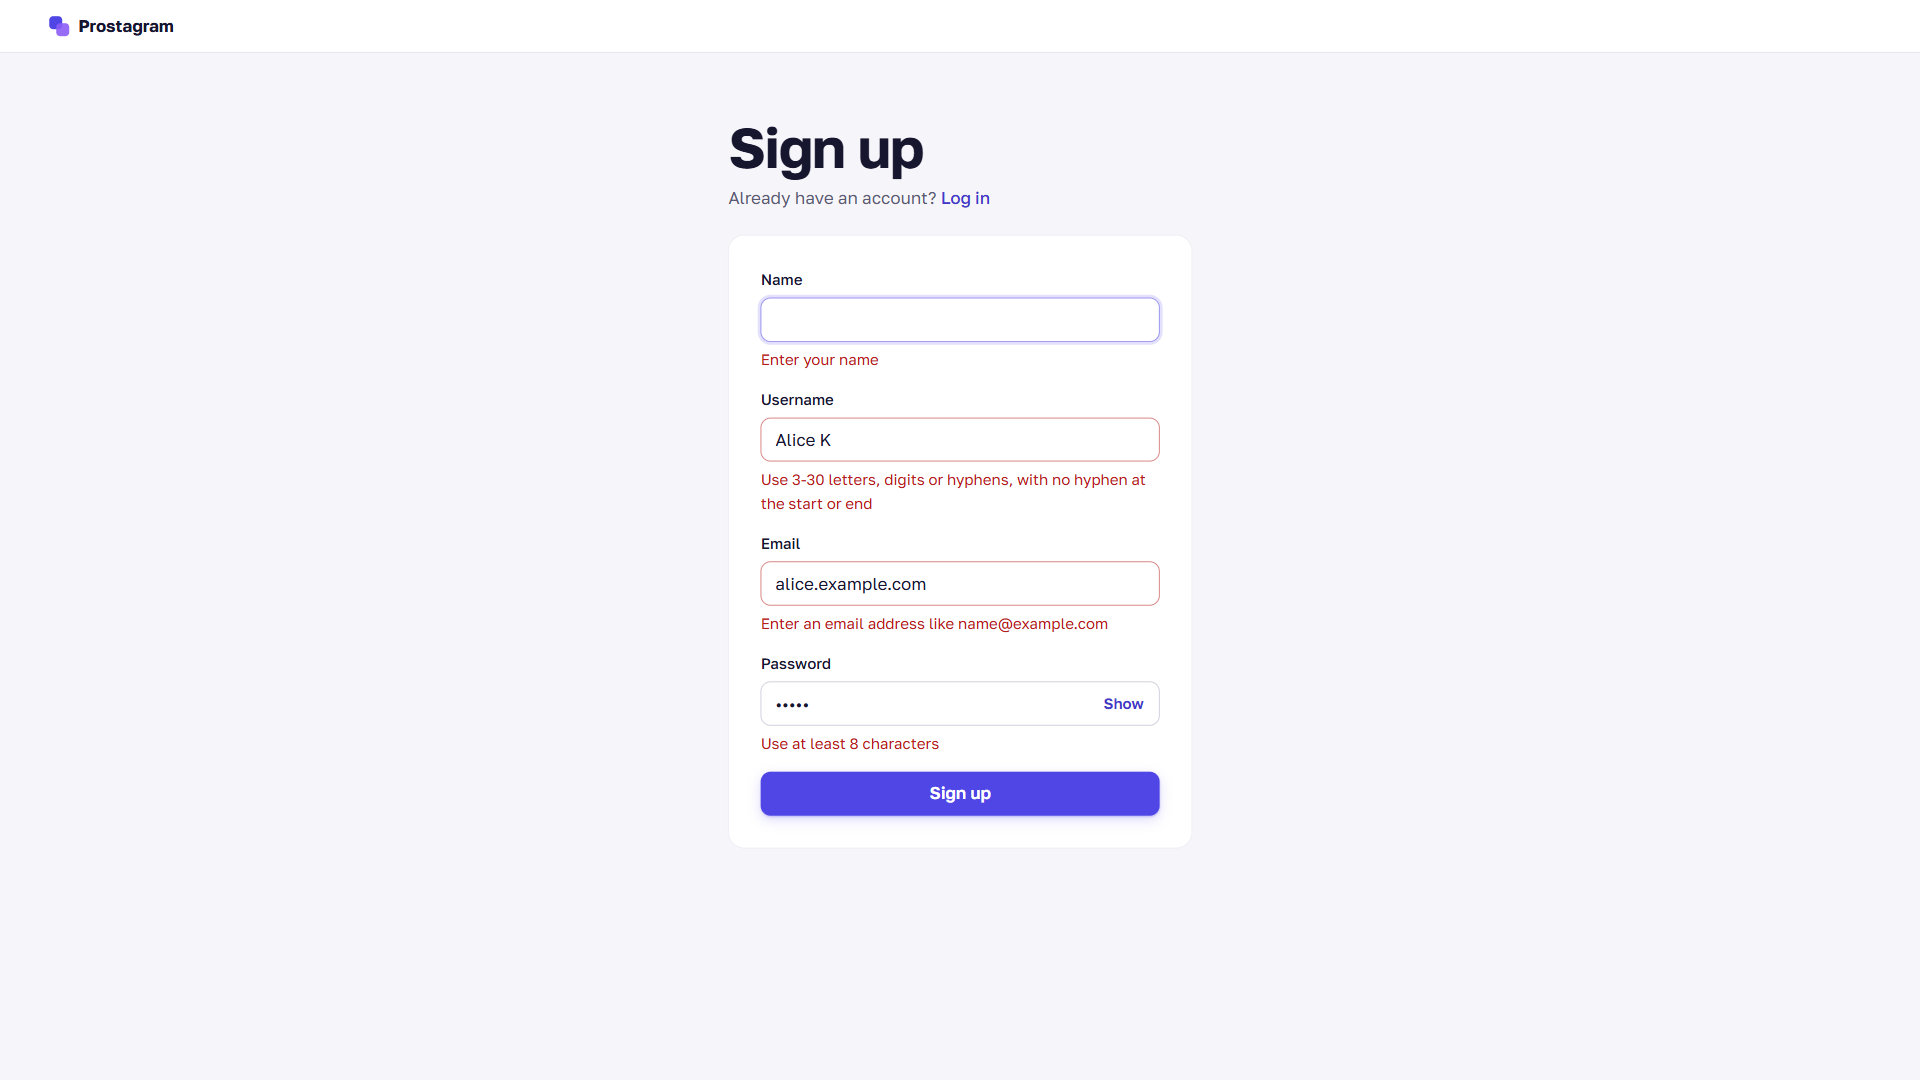 Prostagram
Sign up
Already have an account? Log in
Name
Enter your name
Username
Alice K
Use 3-30 letters, digits or hyphens, with no hyphen at
the start or end
Email
alice.example.com
Enter an email address like name@example.com
Password
••••• Show
Use at least 8 characters
Sign up